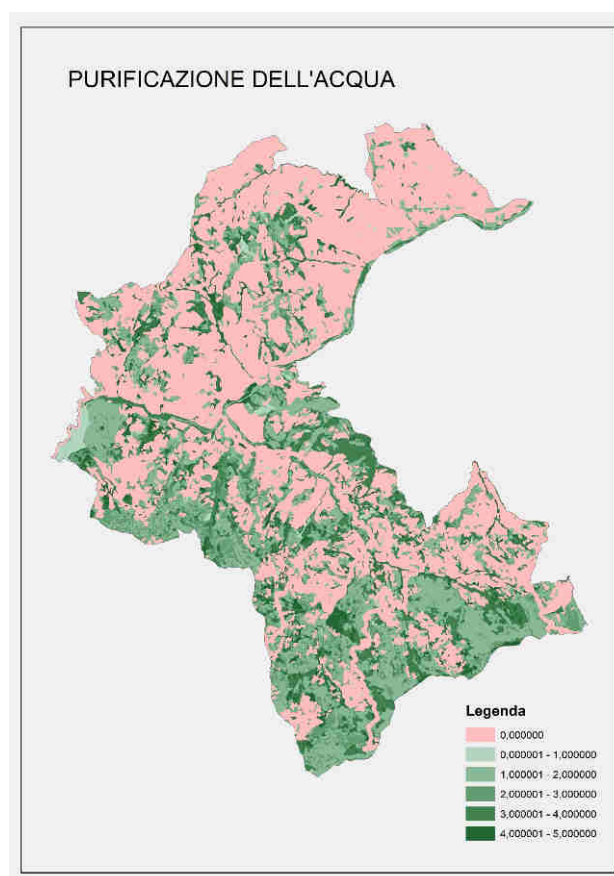 PURIFICAZIONE DELL'ACQUA
Legenda
0,000000
0,000001 - 1,000000
1,000001 - 2,000000
2,000001 - 3,000000
3,000001 - 4,000000
4,000001 - 5,000000